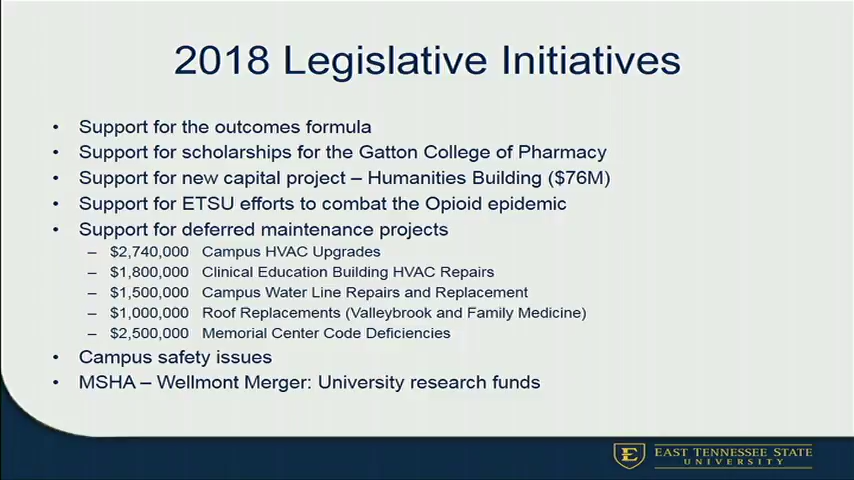 2018 Legislative Initiatives
• Support for the outcomes formula
• Support for scholarships for the Gatton College of Pharmacy
• Support for new capital project – Humanities Building ($76M)
• Support for ETSU efforts to combat the Opioid epidemic
• Support for deferred maintenance projects
– $2,740,000 Campus HVAC Upgrades
– $1,800,000 Clinical Education Building HVAC Repairs
– $1,500,000 Campus Water Line Repairs and Replacement
– $1,000,000 Roof Replacements (Valleybrook and Family Medicine)
– $2,500,000 Memorial Center Code Deficiencies
• Campus safety issues
• MSHA – Wellmont Merger: University research funds
E
EAST TENNESSEE STATE
UNIVERSITY